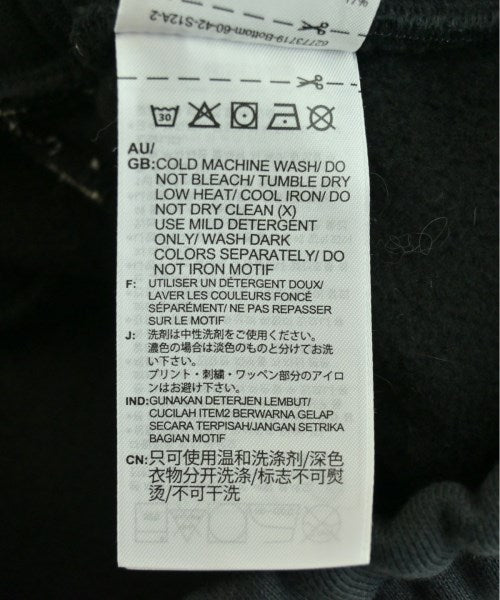 62773719-Bottom-60-42-S12A-2
30
AU/
GB: COLD MACHINE WASH/ DO
NOT BLEACH/ TUMBLE DRY
LOW HEAT/ COOL IRON/ DO
NOT DRY CLEAN (X)
USE MILD DETERGENT
ONLY/ WASH DARK
COLORS SEPARATELY/ DO
NOT IRON MOTIF
F: UTILISER UN DÉTERGENT DOUX/
LAVER LES COULEURS FONCÉ
SÉPARÉMENT/ NE PAS REPASSER
SUR LE MOTIF
J: 洗剤は中性洗剤をご使用ください。
濃色の場合は淡色のものと分けてお洗
い下さい。
プリント・刺繍・ワッペン部分のアイロ
ンはお避け下さい。
IND: GUNAKAN DETERJEN LEMBUT/
CUCILAH ITEM2 BERWARNA GELAP
SECARA TERPISAH/JANGAN SETRIKA
BAGIAN MOTIF
CN: 只可使用温和洗涤剂/深色
衣物分开洗涤/标志不可熨
烫/不可干洗